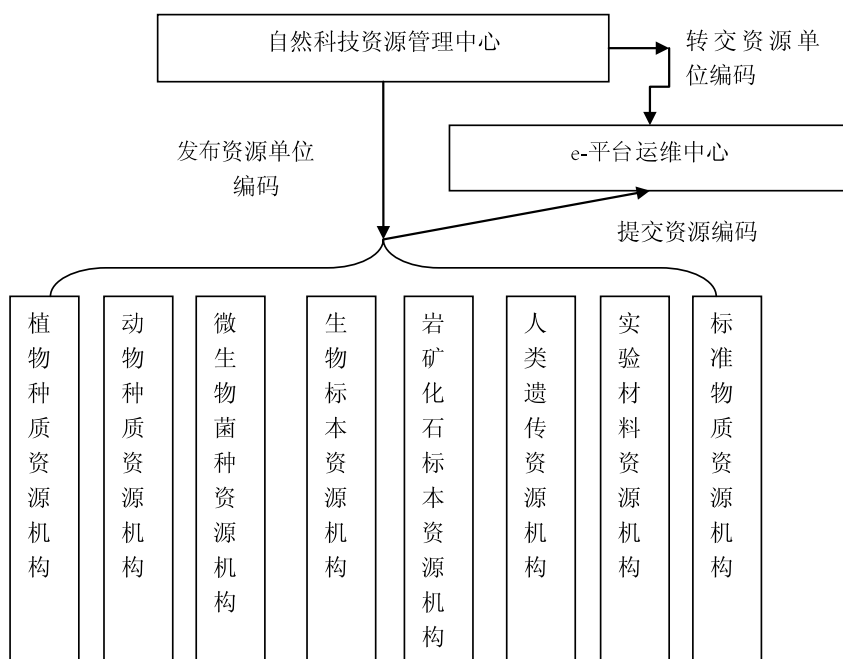 自然科技资源管理中心
转交资源单
位编码
e-平台运维中心
发布资源单位
编码
提交资源编码
植物种质资源机构
动物种质资源机构
微生物菌种资源机构
生物标本资源机构
岩矿化石标本资源机构
人类遗传资源机构
实验材料资源机构
标准物质资源机构